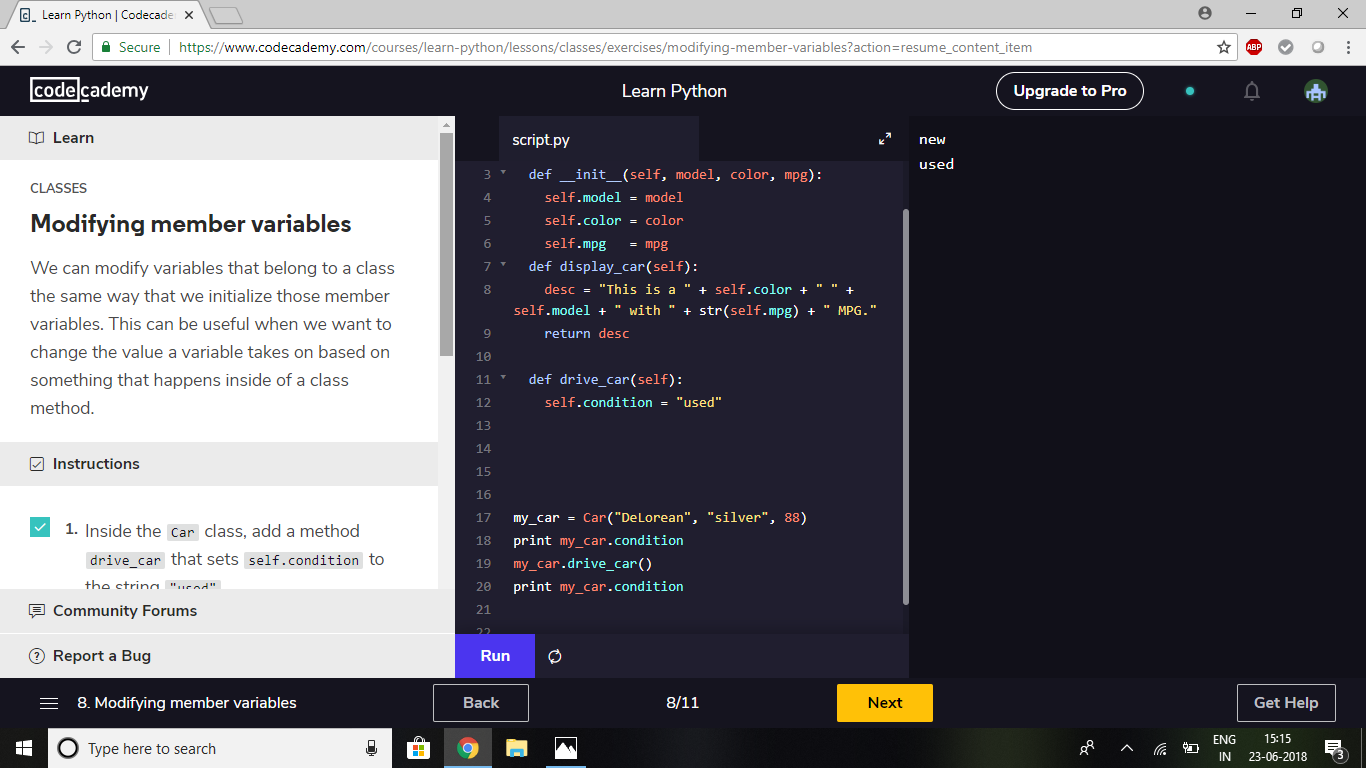 Learn Python | Codecade
Secure | https://www.codecademy.com/courses/learn-python/lessons/classes/exercises/modifying-member-variables?action=resume_content_item
ABP
codecademy
Learn Python
Upgrade to Pro
Learn
CLASSES
Modifying member variables
We can modify variables that belong to a class
the same way that we initialize those member
variables. This can be useful when we want to
change the value a variable takes on based on
something that happens inside of a class
method.
Instructions
1. Inside the Car class, add a method
drive_car that sets self.condition to
the string "used"
Community Forums
? Report a Bug
script.py
3 def __init__(self, model, color, mpg):
4 self.model = model
5 self.color = color
6 self.mpg   = mpg
7 def display_car(self):
8 desc = "This is a " + self.color + " " +
self.model + " with " + str(self.mpg) + " MPG."
9 return desc
10
11 def drive_car(self):
12 self.condition = "used"
13
14
15
16
17 my_car = Car("DeLorean", "silver", 88)
18 print my_car.condition
19 my_car.drive_car()
20 print my_car.condition
21
22
Run
new
used
8. Modifying member variables
Back
8/11
Next
Get Help
Type here to search
ENG
IN
15:15
23-06-2018
3